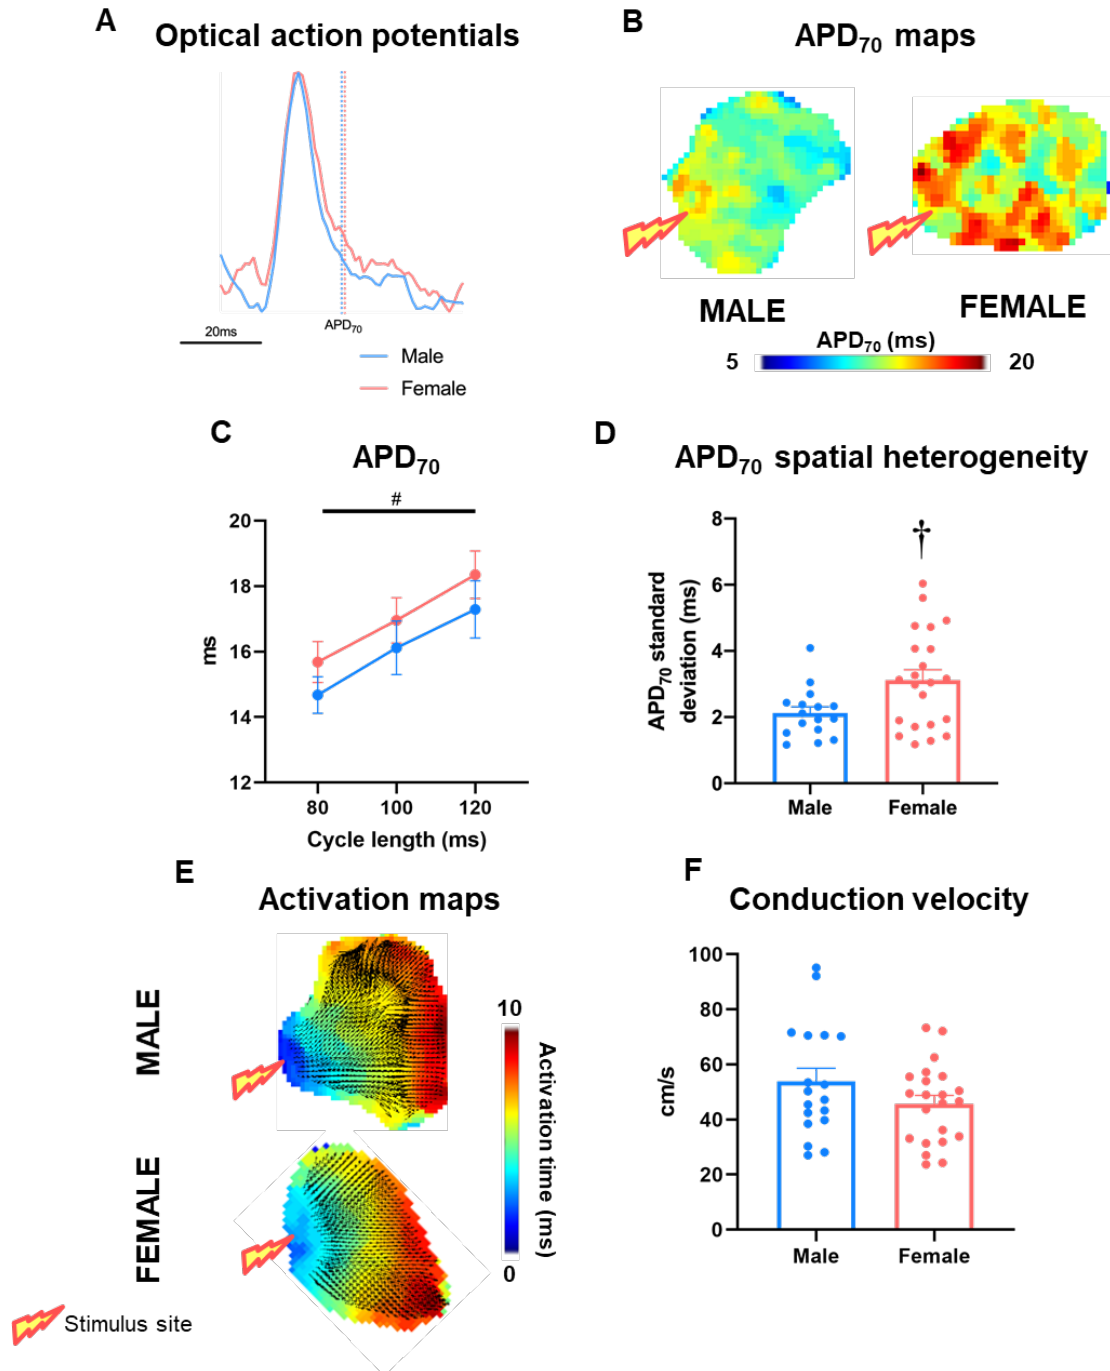 A Optical action potentials
APD70
20ms
Male
Female
B APD70 maps
MALE FEMALE
APD70 (ms)
5 20
C APD70
#
20
18
16
14
12
ms
80 100 120
Cycle length (ms)
D APD70 spatial heterogeneity
†
8
6
4
2
0
APD70 standard
deviation (ms)
Male Female
E Activation maps
MALE
FEMALE
10
Activation time (ms)
0
Stimulus site
F Conduction velocity
100
80
60
40
20
0
cm/s
Male Female